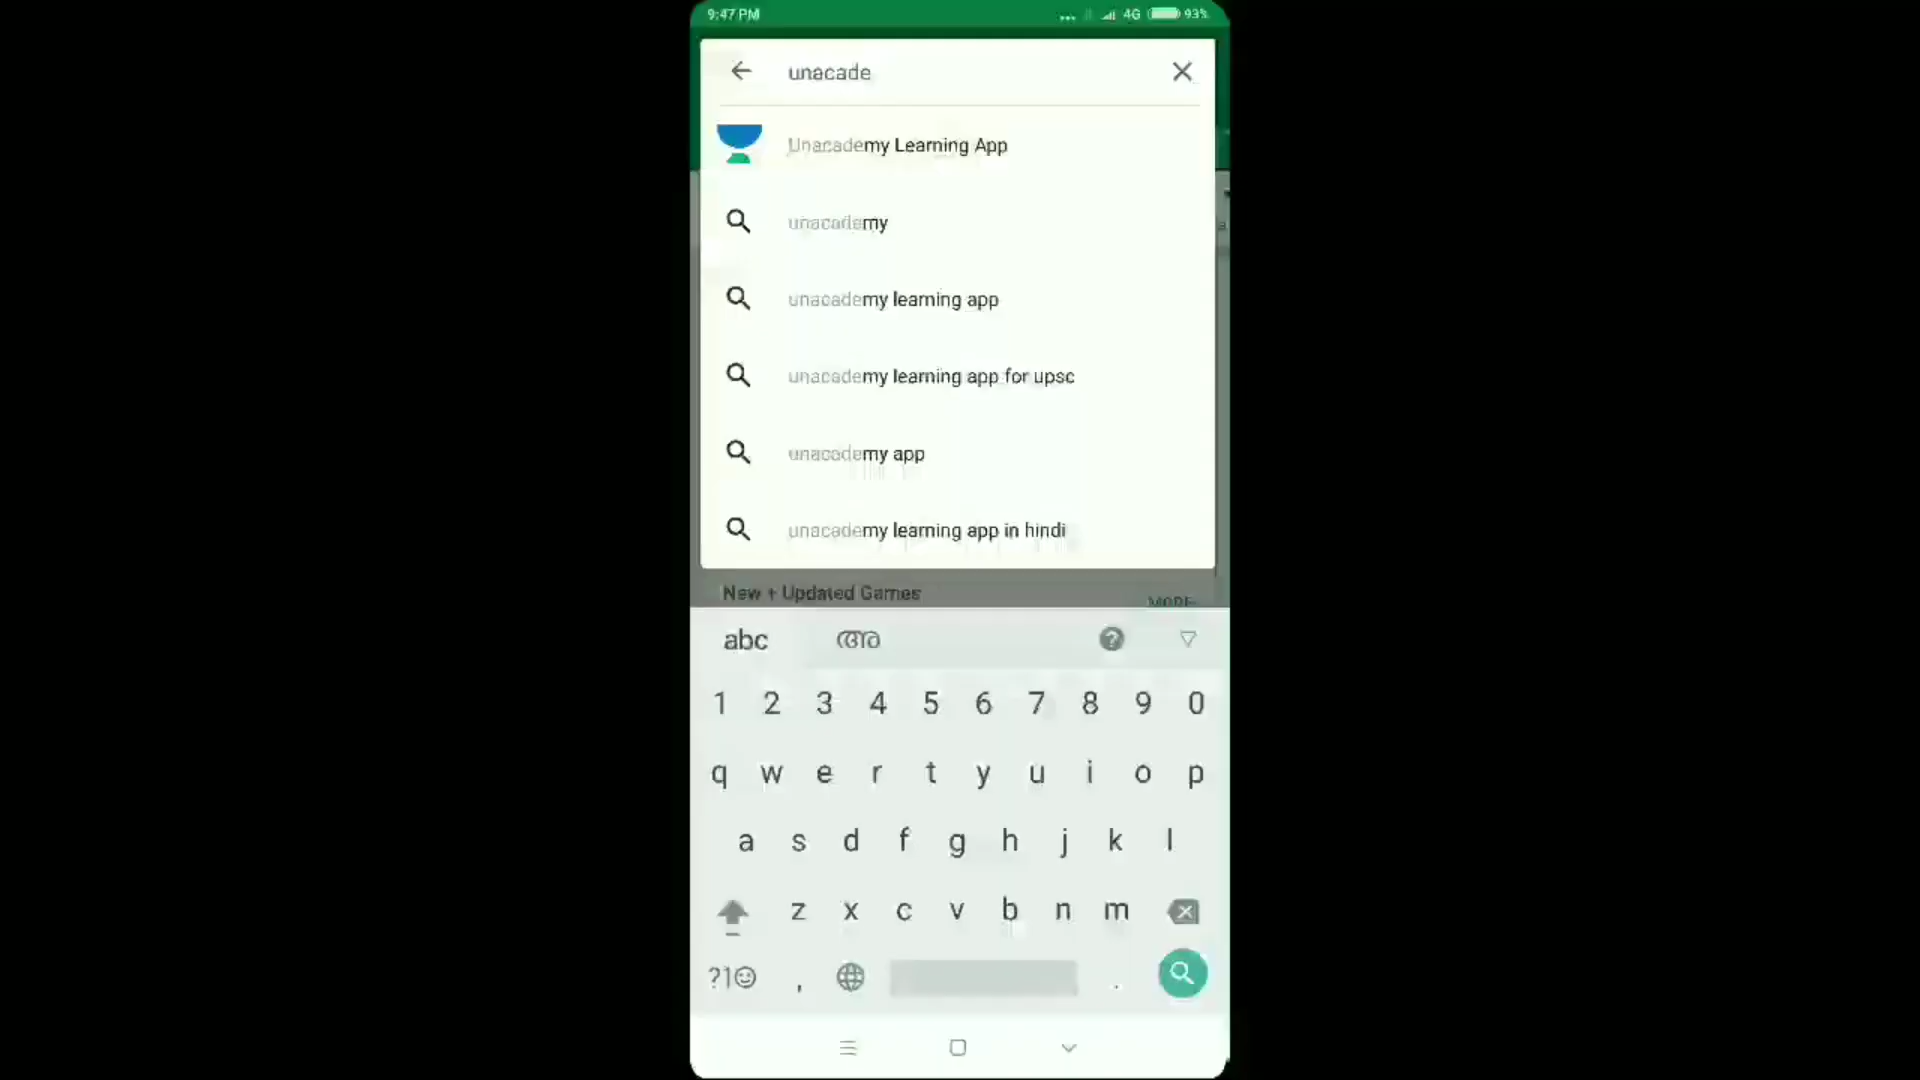 9:47 PM 4G 93%
unacade
Unacademy Learning App
unacademy
unacademy learning app
unacademy learning app for upsc
unacademy app
unacademy learning app in hindi
New + Updated Games MORE
abc അ
1 2 3 4 5 6 7 8 9 0
q w e r t y u i o p
a s d f g h j k l
z x c v b n m
?1☺ , .